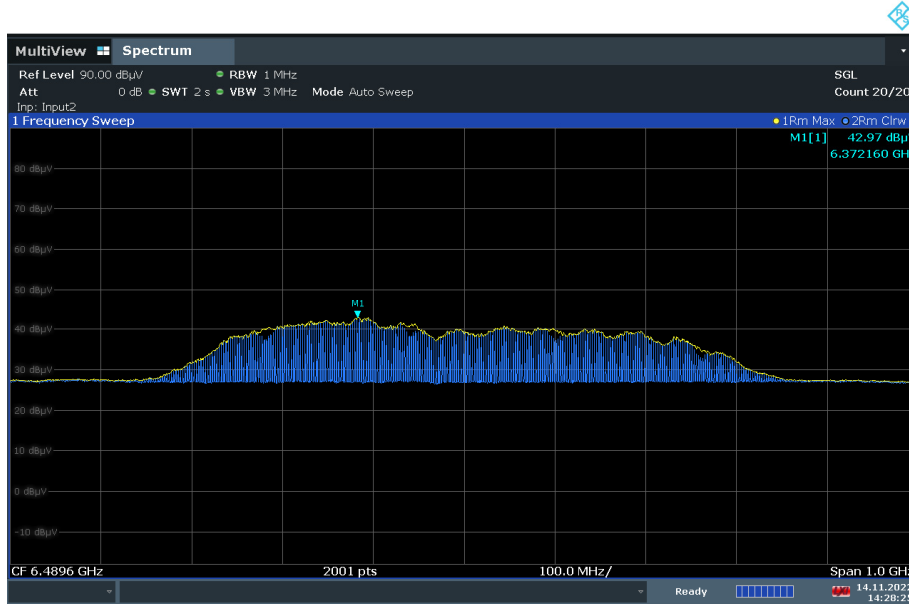 R S
MultiView Spectrum
Ref Level 90.00 dBµV RBW 1 MHz SGL
Att 0 dB SWT 2 s VBW 3 MHz Mode Auto Sweep Count 20/20
Inp: Input2
1 Frequency Sweep 1Rm Max 2Rm Clrw
M1[1] 42.97 dBµ
6.372160 GH
80 dBµV
70 dBµV
60 dBµV
50 dBµV
M1
40 dBµV
30 dBµV
20 dBµV
10 dBµV
0 dBµV
-10 dBµV
CF 6.4896 GHz 2001 pts 100.0 MHz/ Span 1.0 GHz
Ready 14.11.2022
14:28:25